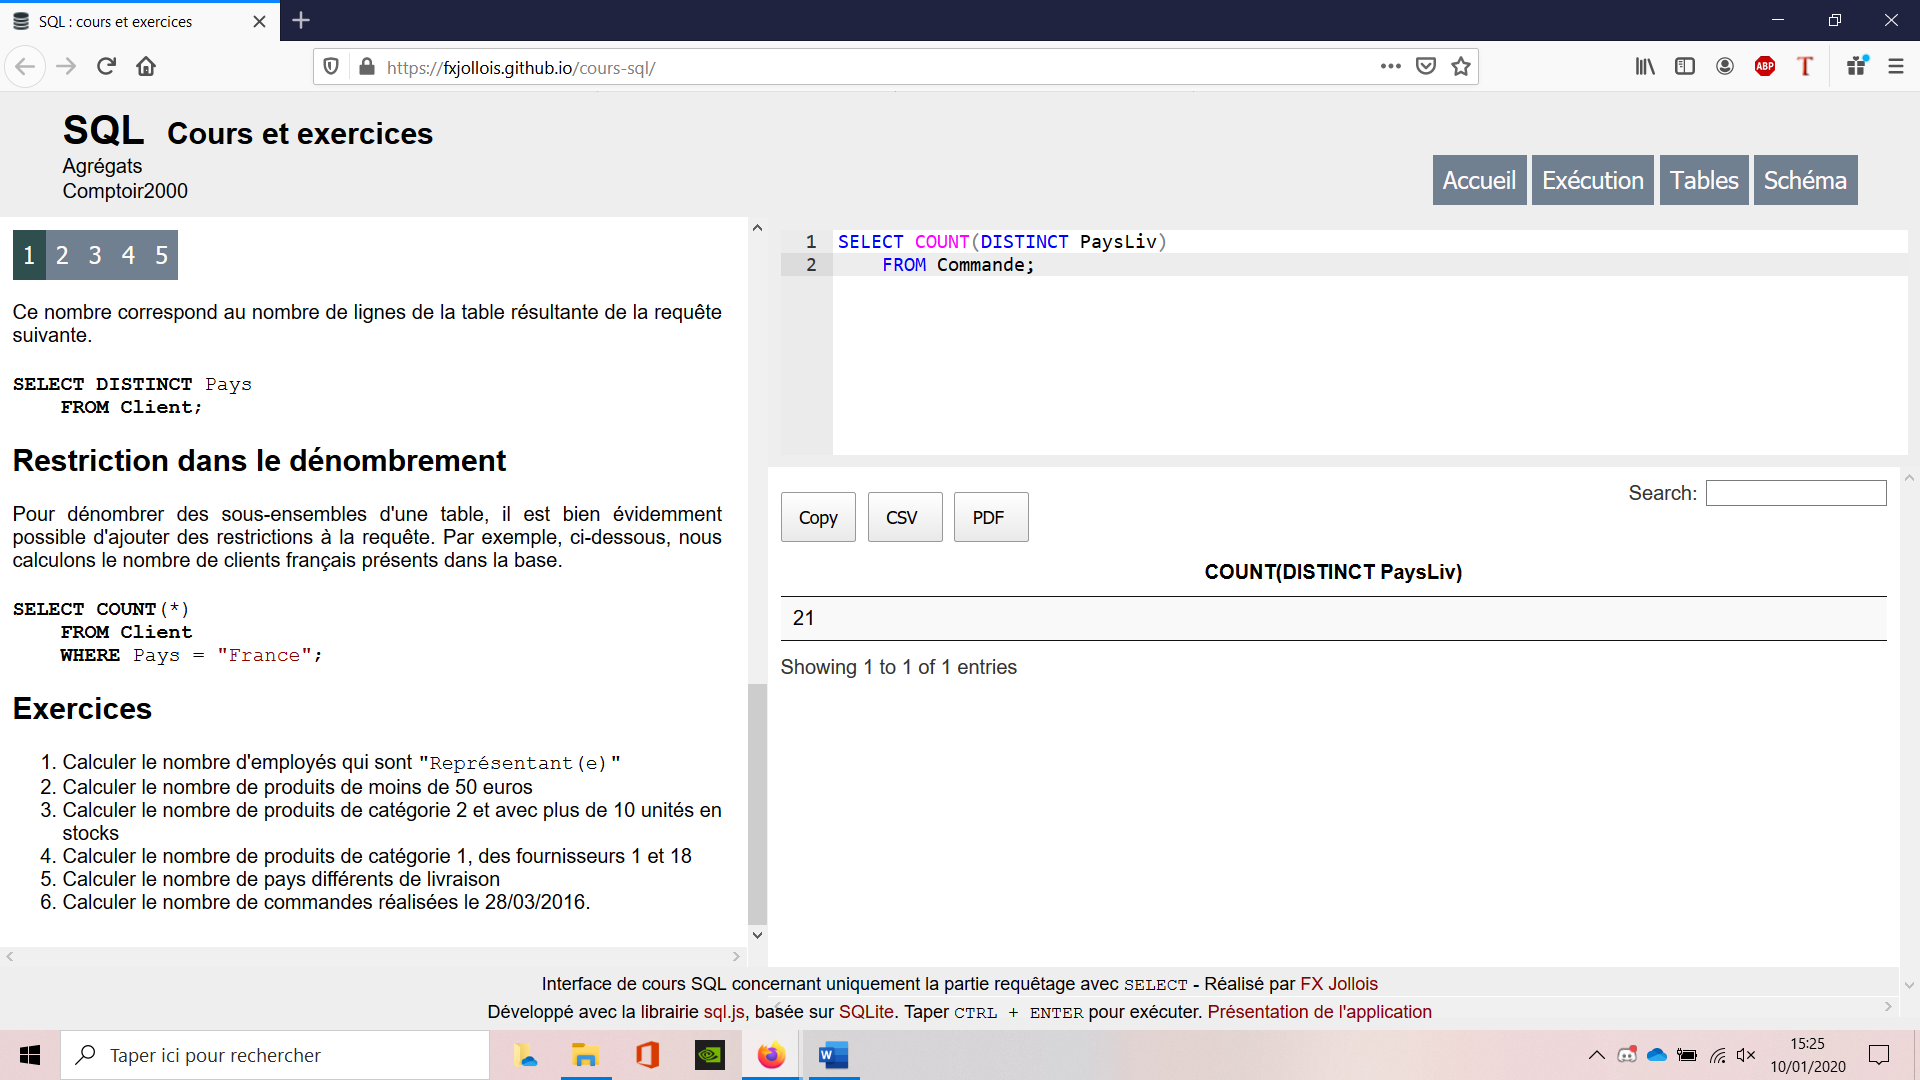 SQL : cours et exercices
https://fxjollois.github.io/cours-sql/
ABP
T
SQL Cours et exercices
Agrégats
Comptoir2000
Accueil Exécution Tables Schéma
1 2 3 4 5
Ce nombre correspond au nombre de lignes de la table résultante de la requête
suivante.
SELECT DISTINCT Pays
FROM Client;
Restriction dans le dénombrement
Pour dénombrer des sous-ensembles d'une table, il est bien évidemment
possible d'ajouter des restrictions à la requête. Par exemple, ci-dessous, nous
calculons le nombre de clients français présents dans la base.
SELECT COUNT(*)
FROM Client
WHERE Pays = "France";
Exercices
1. Calculer le nombre d'employés qui sont "Représentant(e)"
2. Calculer le nombre de produits de moins de 50 euros
3. Calculer le nombre de produits de catégorie 2 et avec plus de 10 unités en
stocks
4. Calculer le nombre de produits de catégorie 1, des fournisseurs 1 et 18
5. Calculer le nombre de pays différents de livraison
6. Calculer le nombre de commandes réalisées le 28/03/2016.
1 SELECT COUNT(DISTINCT PaysLiv)
2 FROM Commande;
Copy CSV PDF
Search:
COUNT(DISTINCT PaysLiv)
21
Showing 1 to 1 of 1 entries
Interface de cours SQL concernant uniquement la partie requêtage avec SELECT - Réalisé par FX Jollois
Développé avec la librairie sql.js, basée sur SQLite. Taper CTRL + ENTER pour exécuter. Présentation de l'application
Taper ici pour rechercher
15:25
10/01/2020